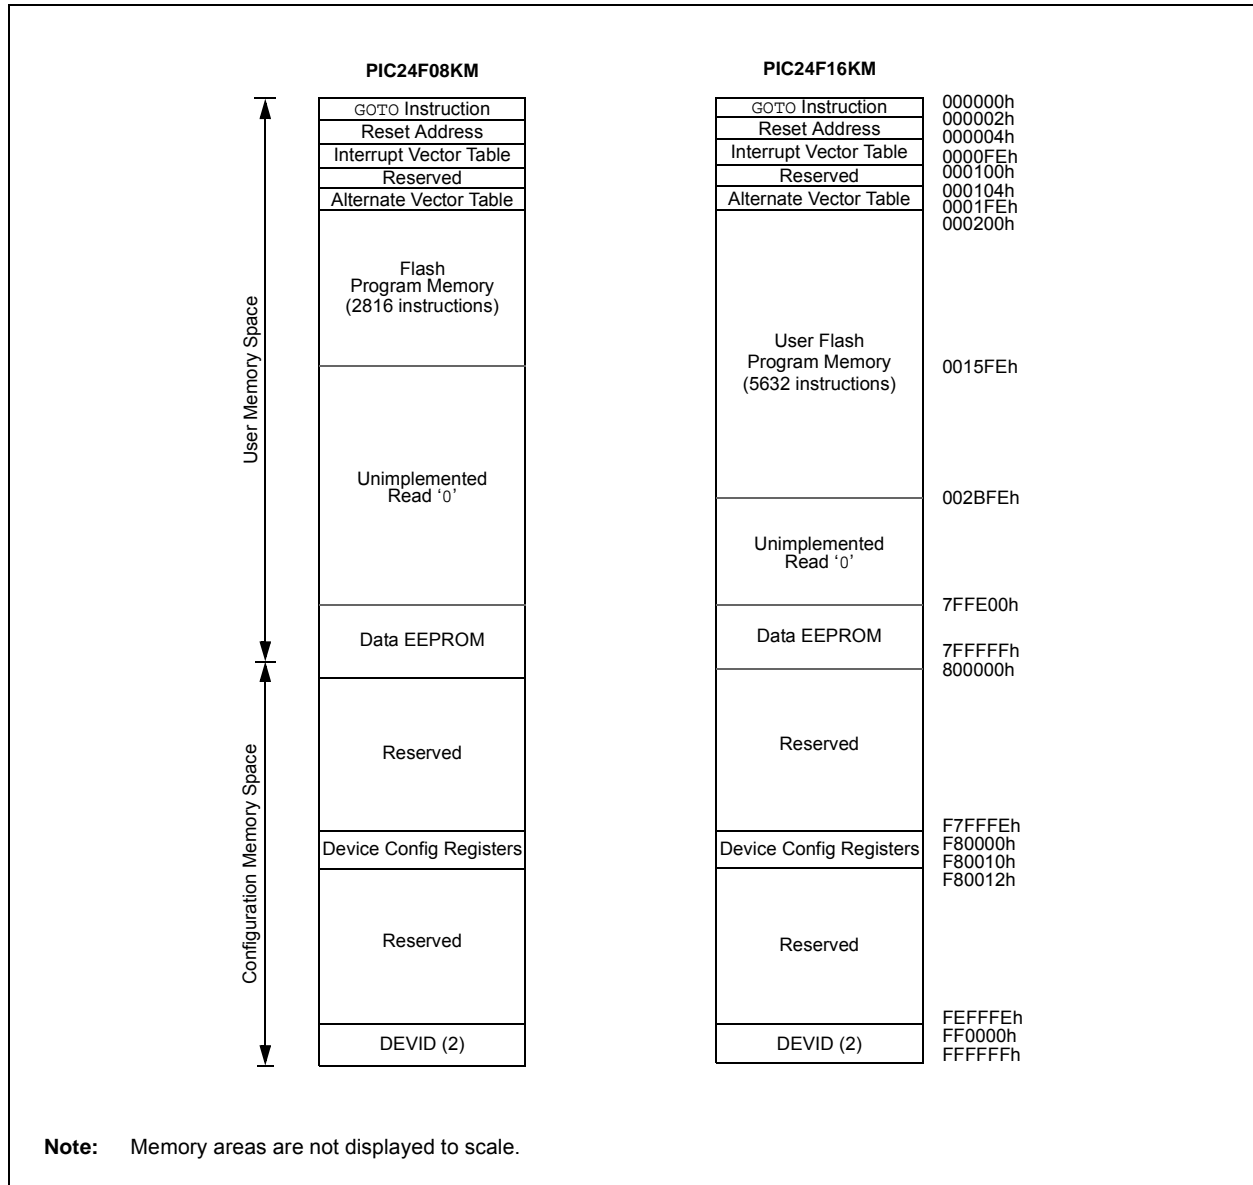 PIC24F08KM
PIC24F16KM
User Memory Space
Configuration Memory Space
GOTO Instruction
Reset Address
Interrupt Vector Table
Reserved
Alternate Vector Table
Flash
Program Memory
(2816 instructions)
Unimplemented
Read ‘0’
Data EEPROM
Reserved
Device Config Registers
Reserved
DEVID (2)
GOTO Instruction
Reset Address
Interrupt Vector Table
Reserved
Alternate Vector Table
User Flash
Program Memory
(5632 instructions)
Unimplemented
Read ‘0’
Data EEPROM
Reserved
Device Config Registers
Reserved
DEVID (2)
000000h
000002h
000004h
0000FEh
000100h
000104h
0001FEh
000200h
0015FEh
002BFEh
7FFE00h
7FFFFFh
800000h
F7FFFEh
F80000h
F80010h
F80012h
FEFFFEh
FF0000h
FFFFFFh
Note: Memory areas are not displayed to scale.